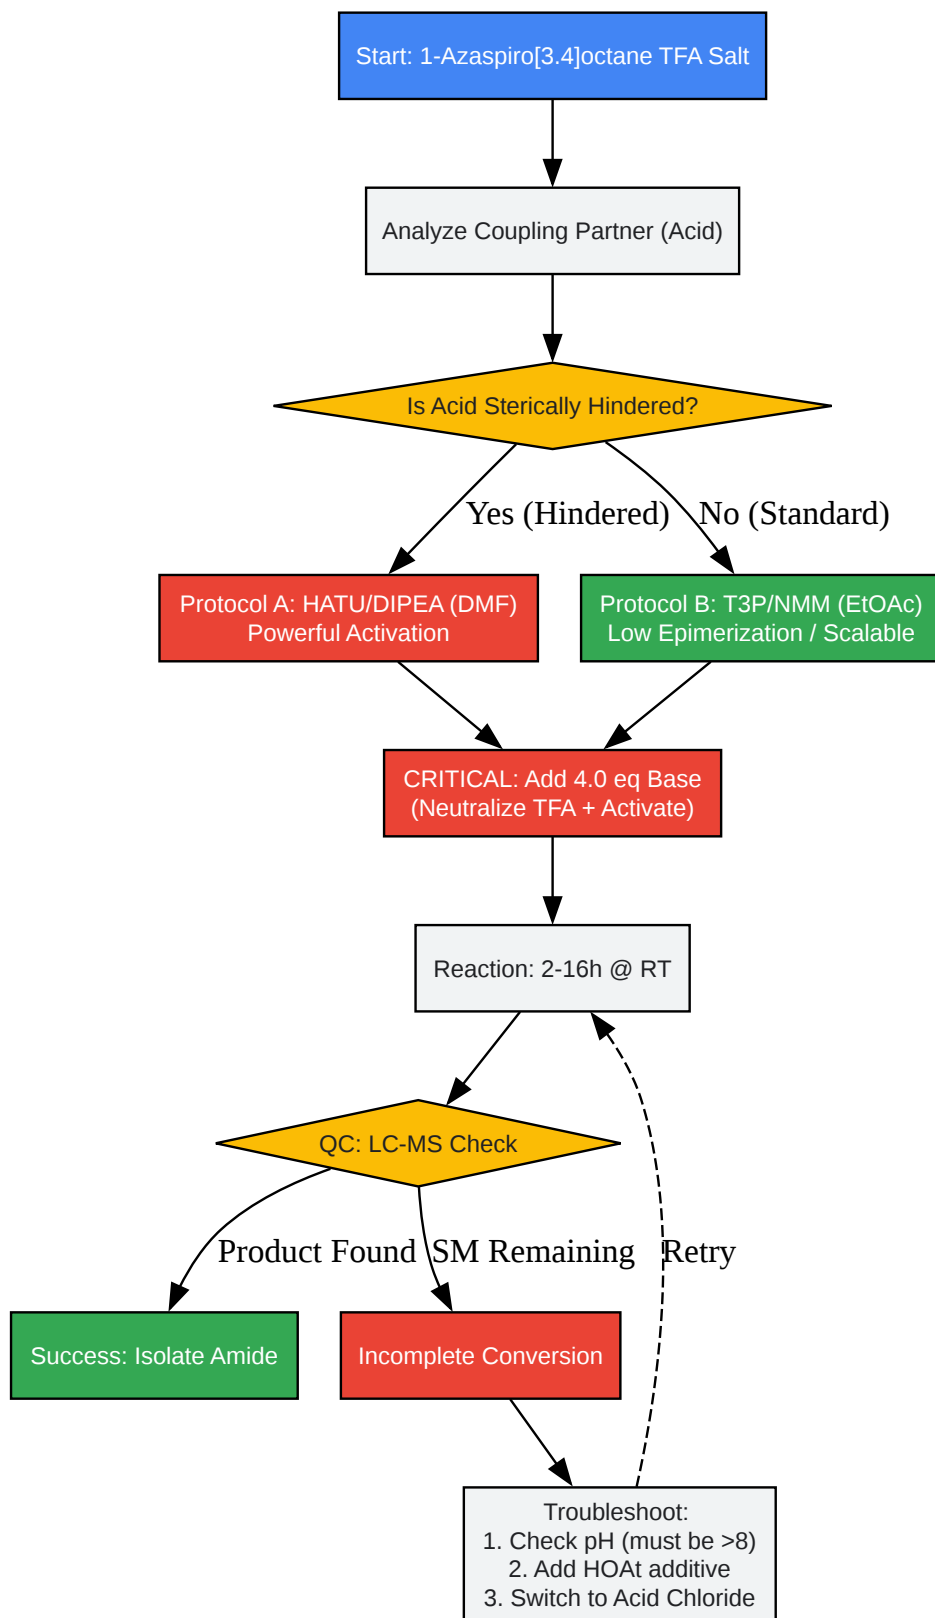 Start: 1-Azaspiro[3.4]octane TFA Salt
Analyze Coupling Partner (Acid)
Is Acid Sterically Hindered?
Yes (Hindered)
No (Standard)
Protocol A: HATU/DIPEA (DMF)
Powerful Activation
Protocol B: T3P/NMM (EtOAc)
Low Epimerization / Scalable
CRITICAL: Add 4.0 eq Base
(Neutralize TFA + Activate)
Reaction: 2-16h @ RT
QC: LC-MS Check
Product Found
SM Remaining
Retry
Success: Isolate Amide
Incomplete Conversion
Troubleshoot:
1. Check pH (must be >8)
2. Add HOAt additive
3. Switch to Acid Chloride